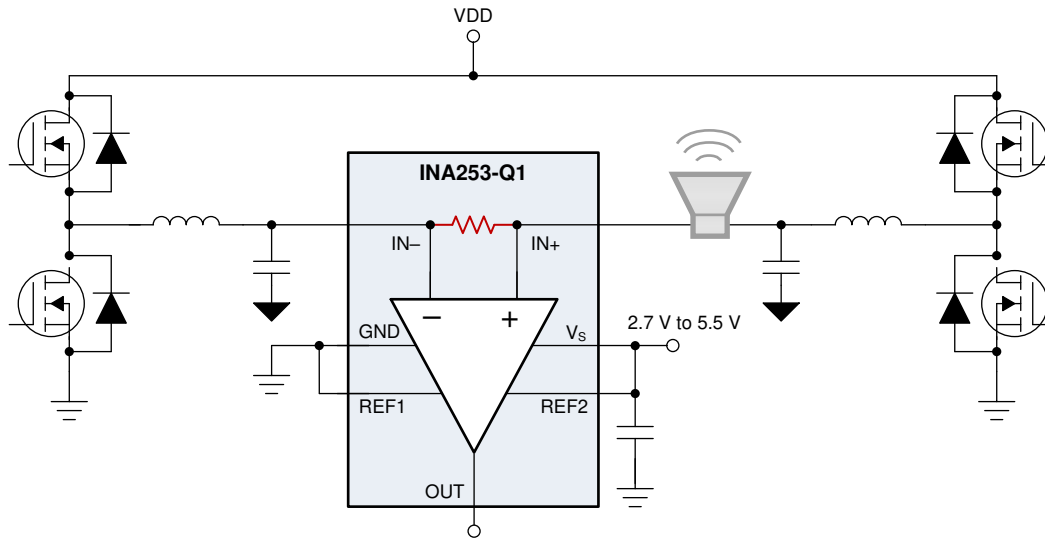 VDD
INA253-Q1
IN–
IN+
–
+
GND
VS
2.7 V to 5.5 V
REF1
REF2
OUT